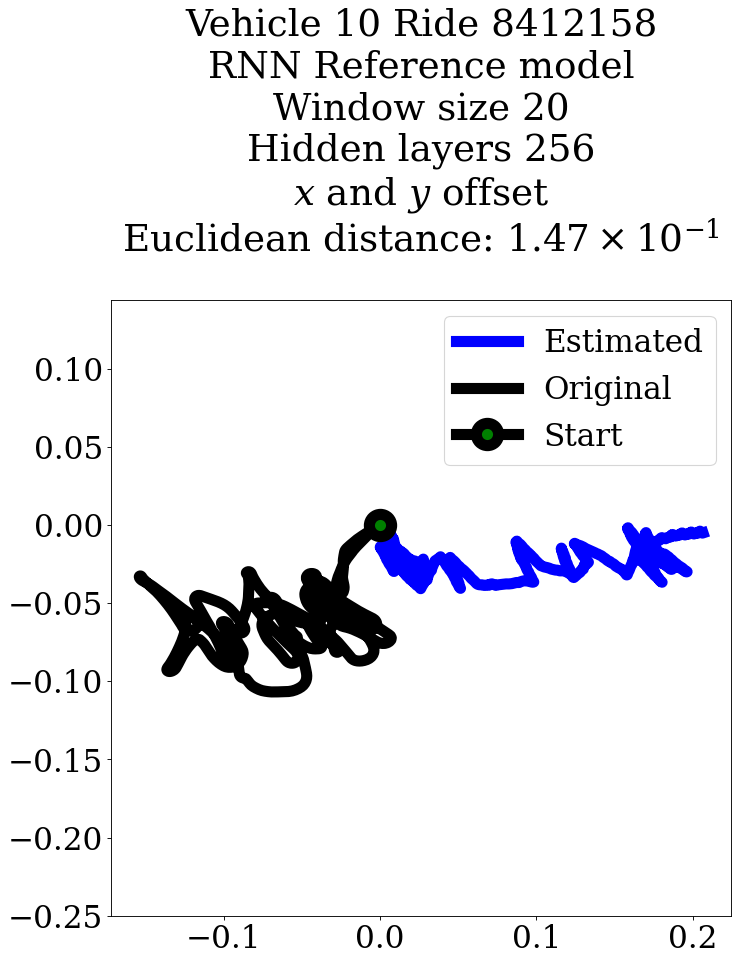 Vehicle 10 Ride 8412158
RNN Reference model
Window size 20
Hidden layers 256
x and y offset
Euclidean distance: 1.47 × 10⁻¹
Estimated
Original
Start
0.10
0.05
0.00
−0.05
−0.10
−0.15
−0.20
−0.25
−0.1 0.0 0.1 0.2